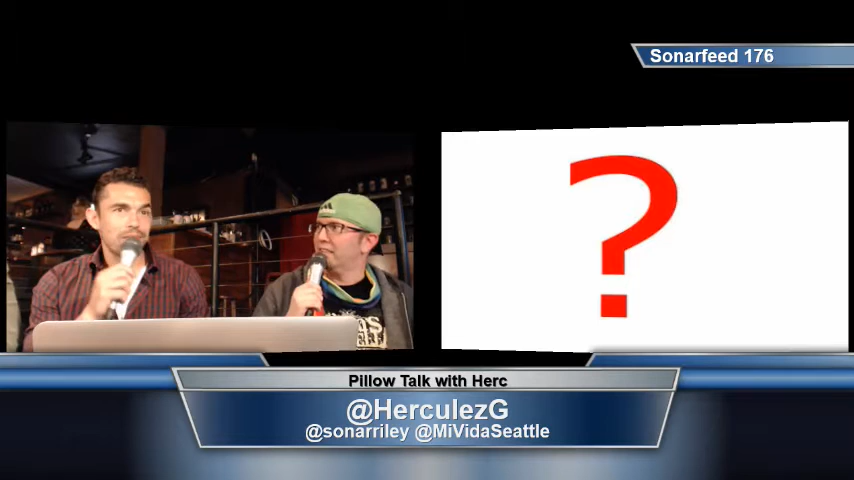 Sonarfeed 176
?
Pillow Talk with Herc
@HerculezG
@sonarriley @MiVidaSeattle